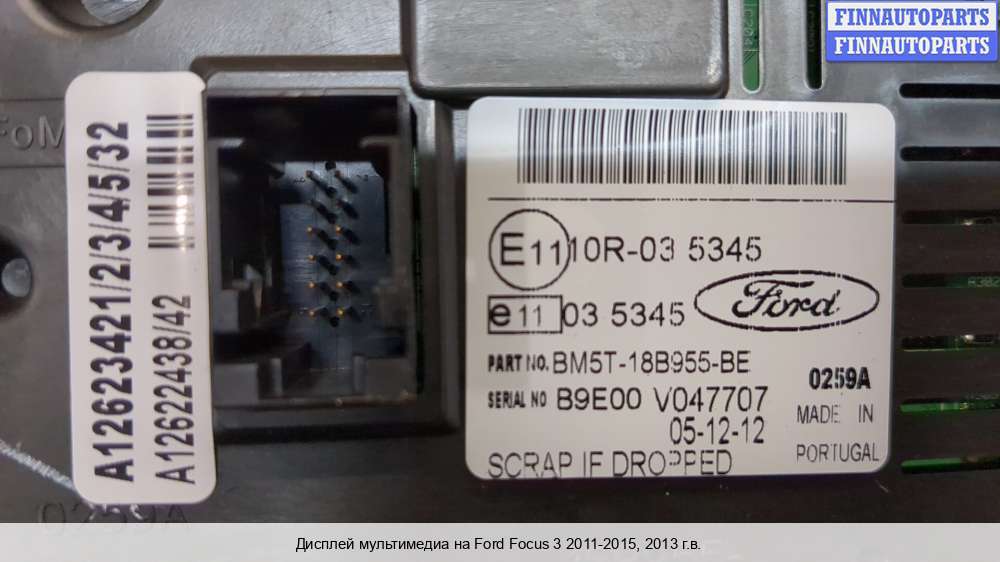 FINNAUTOPARTS
FINNAUTOPARTS
FoM
A12623421/2/3/4/5/32
A12622438/42
E11 10R-03 5345
e11 03 5345
Ford
PART NO. BM5T-18B955-BE
SERIAL NO B9E00 V047707
05-12-12
0259A
MADE IN
PORTUGAL
SCRAP IF DROPPED
0259A
Дисплей мультимедиа на Ford Focus 3 2011-2015, 2013 г.в.